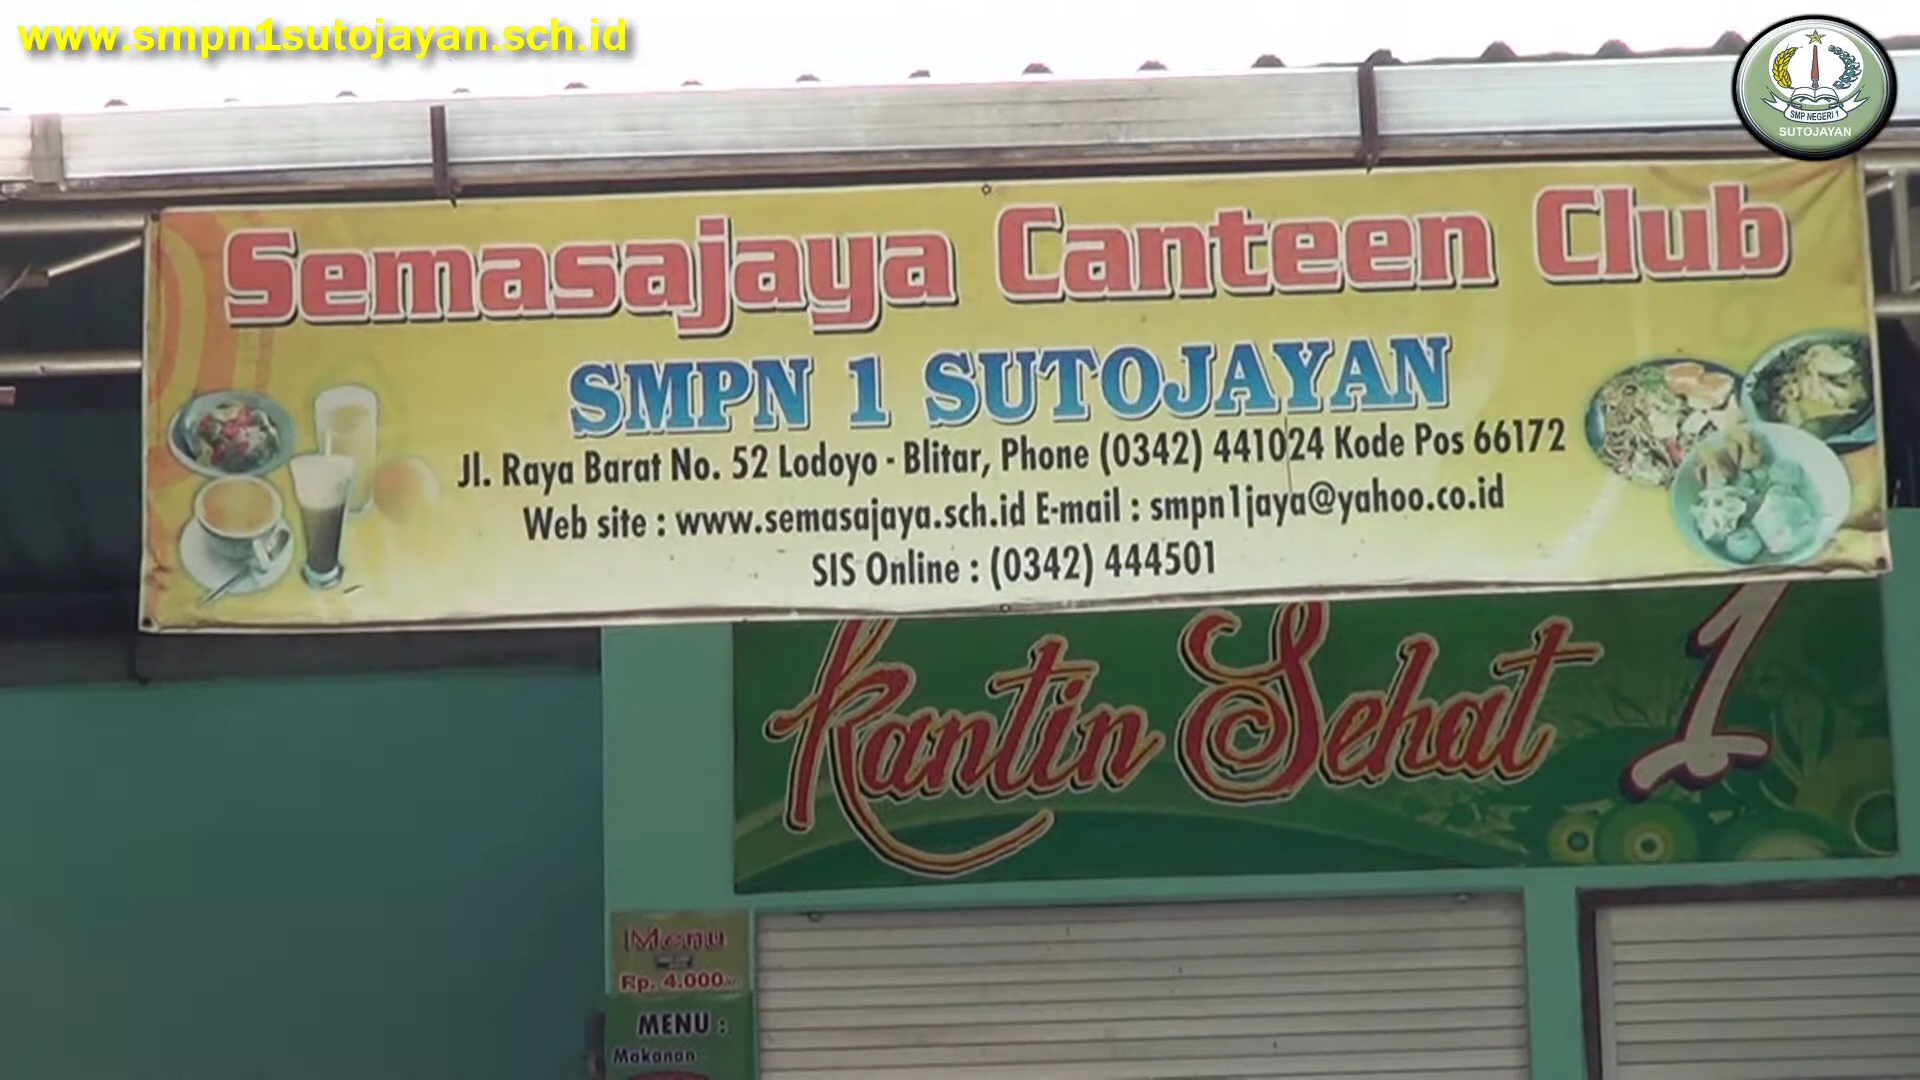 www.smpn1sutojayan.sch.id
SMP NEGERI 1
SUTOJAYAN
Semasajaya Canteen Club
SMPN 1 SUTOJAYAN
Jl. Raya Barat No. 52 Lodoyo - Blitar, Phone (0342) 441024 Kode Pos 66172
Web site : www.semasajaya.sch.id E-mail : smpn1jaya@yahoo.co.id
SIS Online : (0342) 444501
Kantin Sehat 1
Menu
Rp. 4.000
MENU :
Makanan